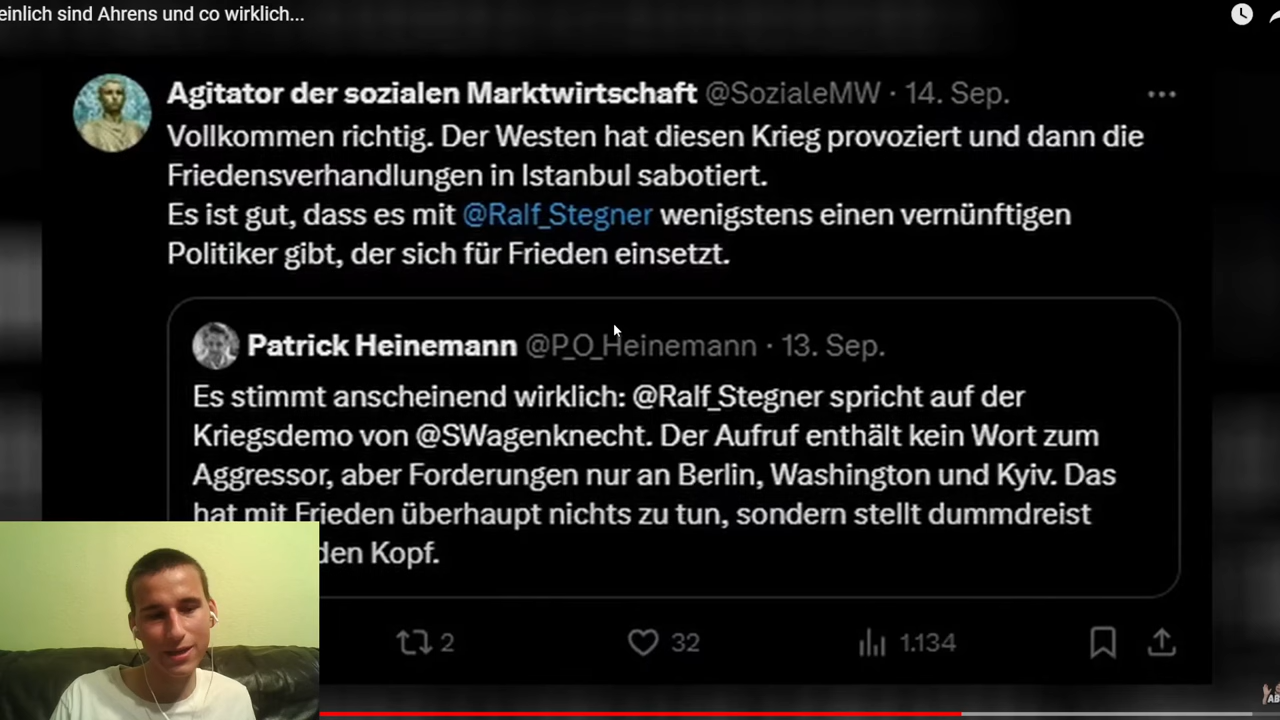 einlich sind Ahrens und co wirklich...
Agitator der sozialen Marktwirtschaft @SozialeMW · 14. Sep.
Vollkommen richtig. Der Westen hat diesen Krieg provoziert und dann die
Friedensverhandlungen in Istanbul sabotiert.
Es ist gut, dass es mit @Ralf_Stegner wenigstens einen vernünftigen
Politiker gibt, der sich für Frieden einsetzt.
Patrick Heinemann @P_O_Heinemann · 13. Sep.
Es stimmt anscheinend wirklich: @Ralf_Stegner spricht auf der
Kriegsdemo von @SWagenknecht. Der Aufruf enthält kein Wort zum
Aggressor, aber Forderungen nur an Berlin, Washington und Kyiv. Das
hat mit Frieden überhaupt nichts zu tun, sondern stellt dummdreist
den Kopf.
2 32 1.134